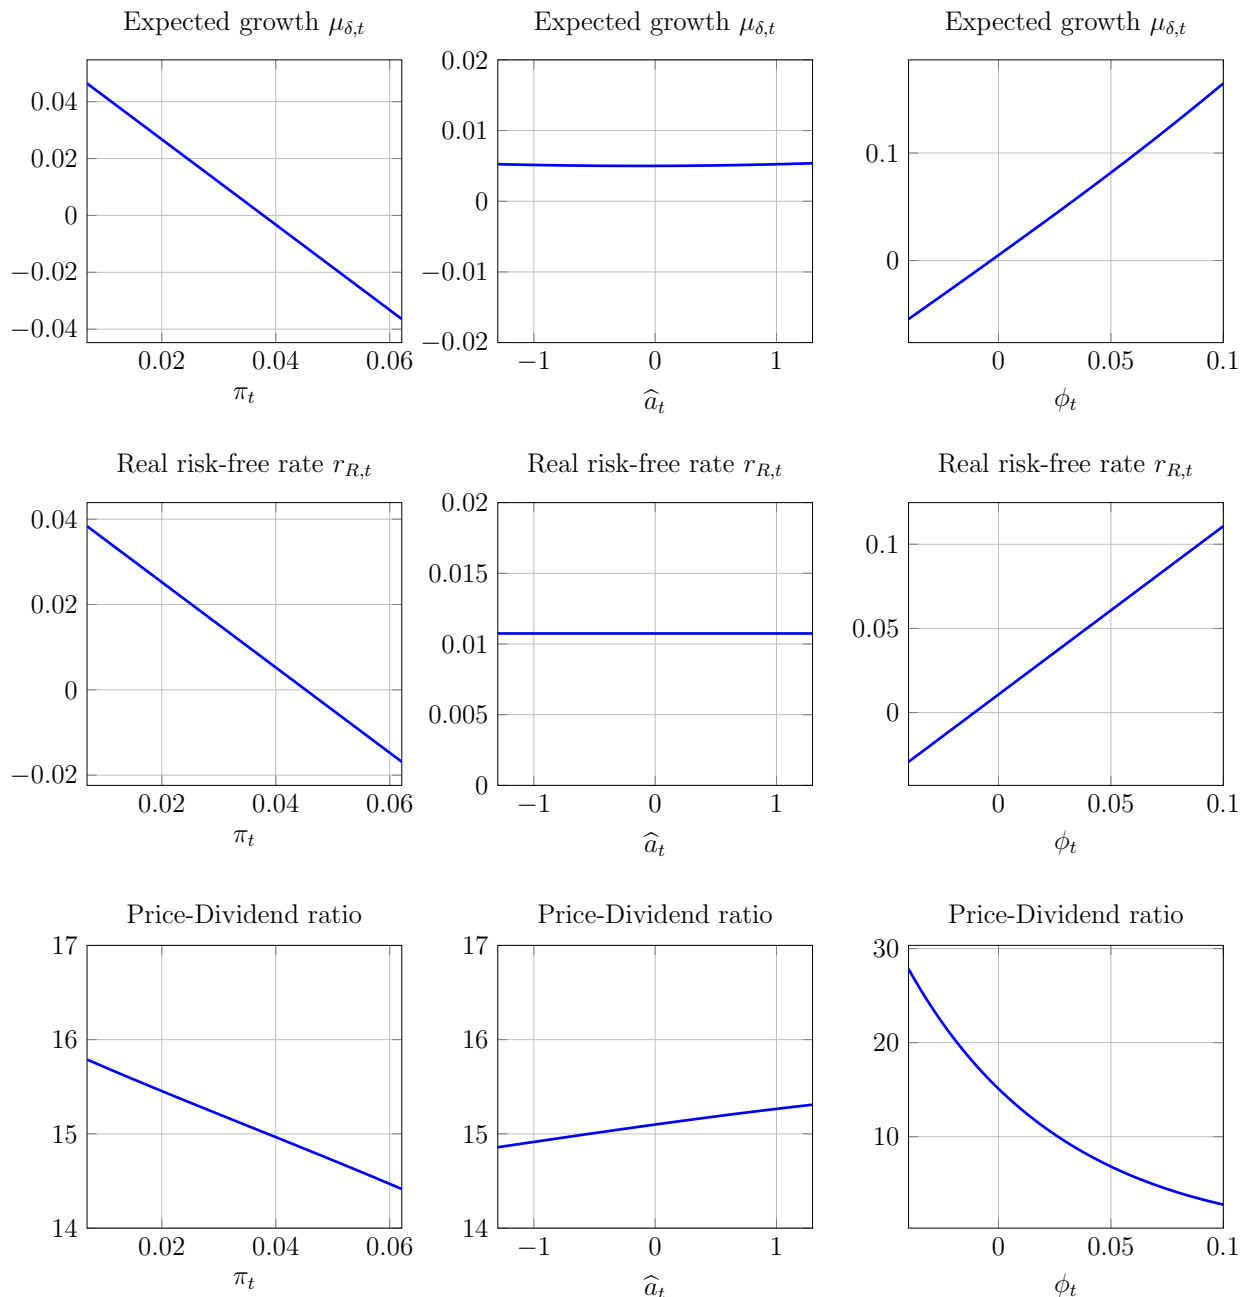 Expected growth μδ,t
0.04
0.02
0
−0.02
−0.04
0.02 0.04 0.06
πt
Expected growth μδ,t
0.02
0.01
0
−0.01
−0.02
−1 0 1
ât
Expected growth μδ,t
0.1
0
0 0.05 0.1
ϕt
Real risk-free rate rR,t
0.04
0.02
0
−0.02
0.02 0.04 0.06
πt
Real risk-free rate rR,t
0.02
0.015
0.01
0.005
0
−1 0 1
ât
Real risk-free rate rR,t
0.1
0.05
0
0 0.05 0.1
ϕt
Price-Dividend ratio
17
16
15
14
0.02 0.04 0.06
πt
Price-Dividend ratio
17
16
15
14
−1 0 1
ât
Price-Dividend ratio
30
20
10
0 0.05 0.1
ϕt